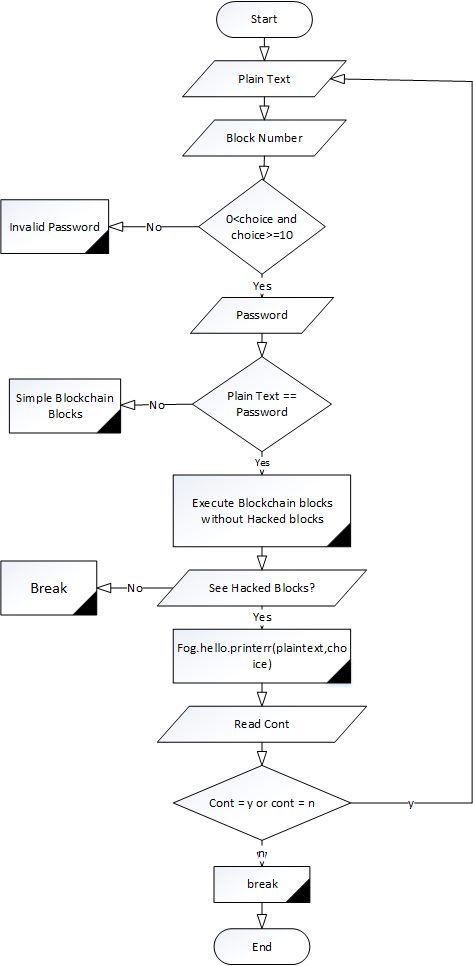 Start
Plain Text
Block Number
0<choice and
choice>=10
No
Invalid Password
Yes
Password
Plain Text ==
Password
No
Simple Blockchain
Blocks
Yes
Execute Blockchain blocks
without Hacked blocks
See Hacked Blocks?
No
Break
Yes
Fog.hello.printerr(plaintext,cho
ice)
Read Cont
Cont = y or cont = n
y
'n'
break
End